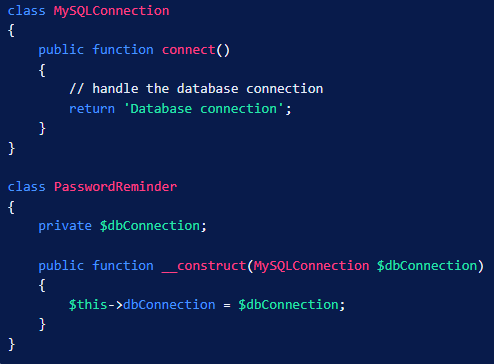 class MySQLConnection
{
    public function connect()
    {
        // handle the database connection
        return 'Database connection';
    }
}

class PasswordReminder
{
    private $dbConnection;

    public function __construct(MySQLConnection $dbConnection)
    {
        $this->dbConnection = $dbConnection;
    }
}